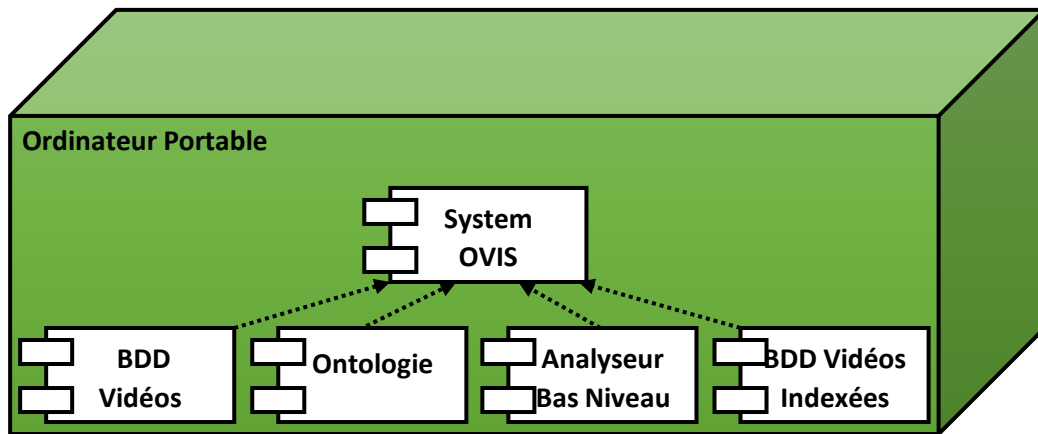 Ordinateur Portable
System
OVIS
BDD
Vidéos
Ontologie
Analyseur
Bas Niveau
BDD Vidéos
Indexées